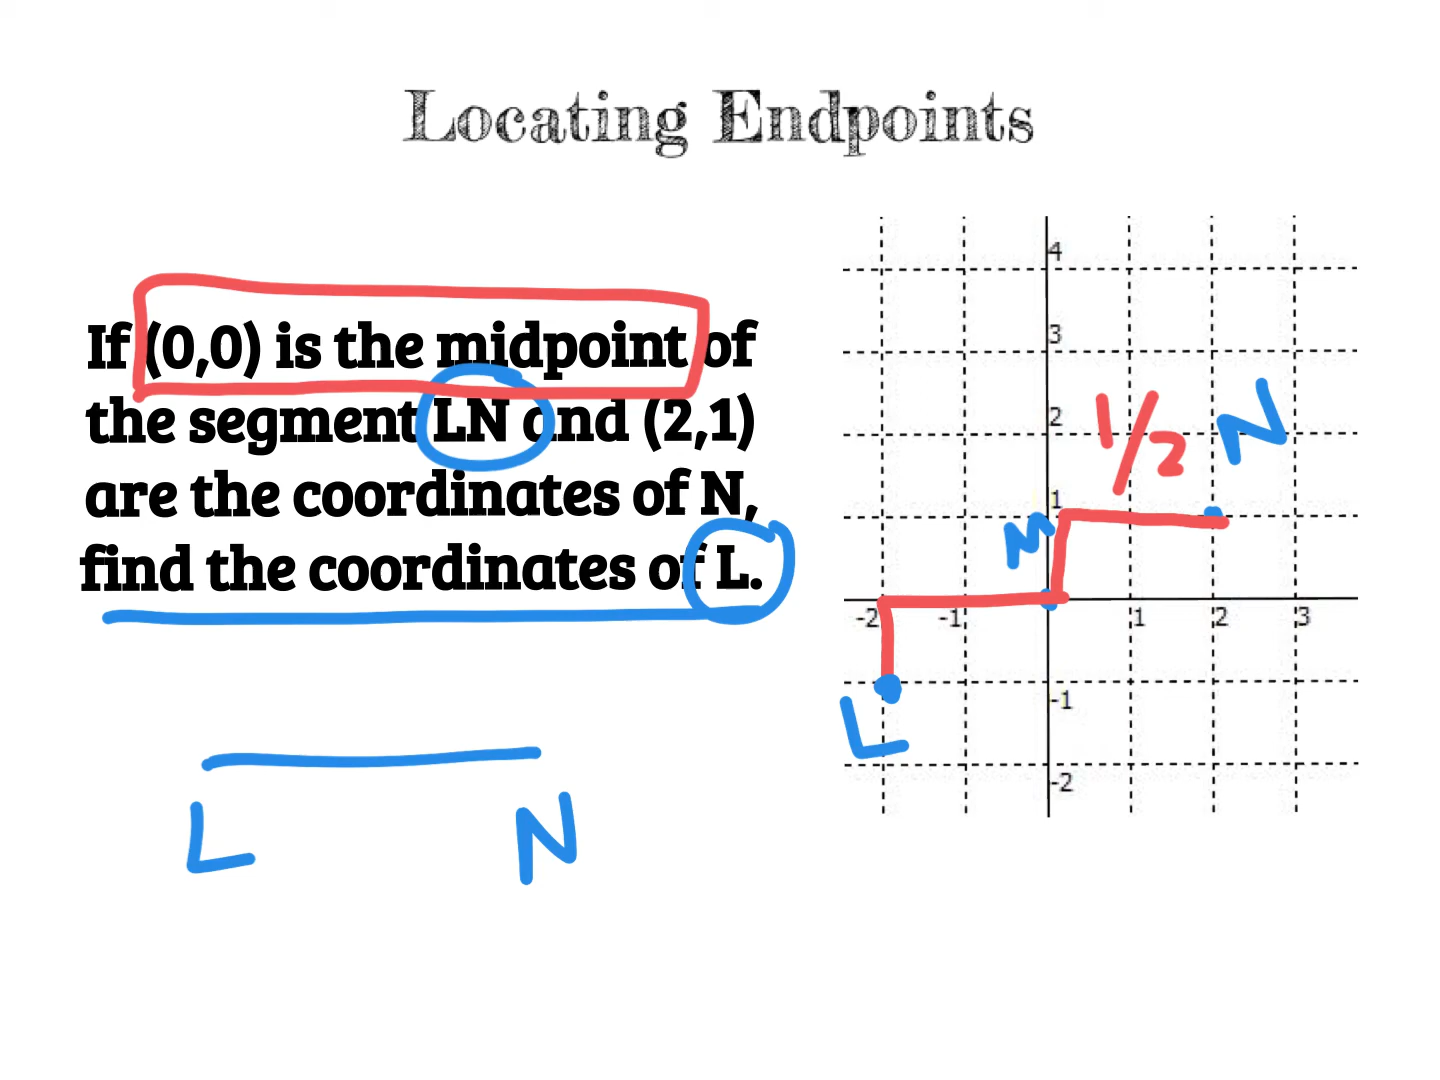 Locating Endpoints
If (0,0) is the midpoint of
the segment LN and (2,1)
are the coordinates of N,
find the coordinates of L.
L N
4
3
2
1
1/2
N
M
-2 -1 1 2 3
-1
-2
L